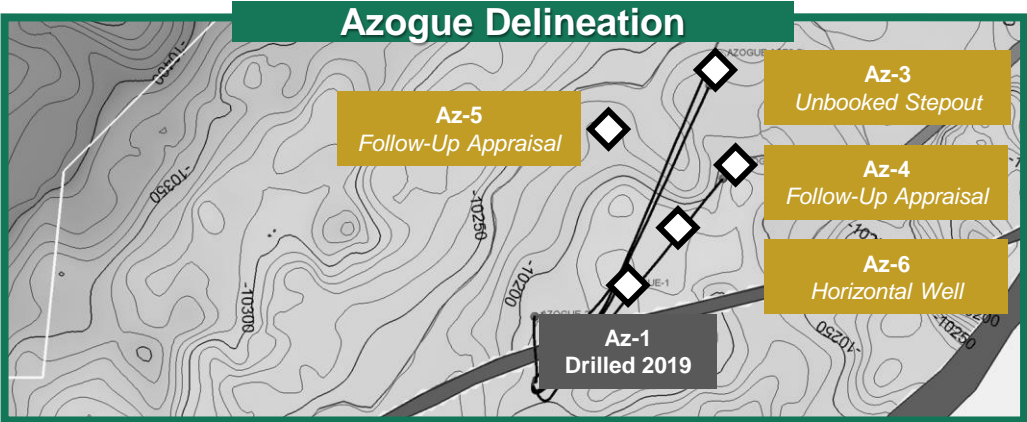 Azogue Delineation
Az-3
Unbooked Stepout
Az-5
Follow-Up Appraisal
Az-4
Follow-Up Appraisal
Az-6
Horizontal Well
Az-1
Drilled 2019
-10350
-10300
-10250
-10200
-10250
-10250